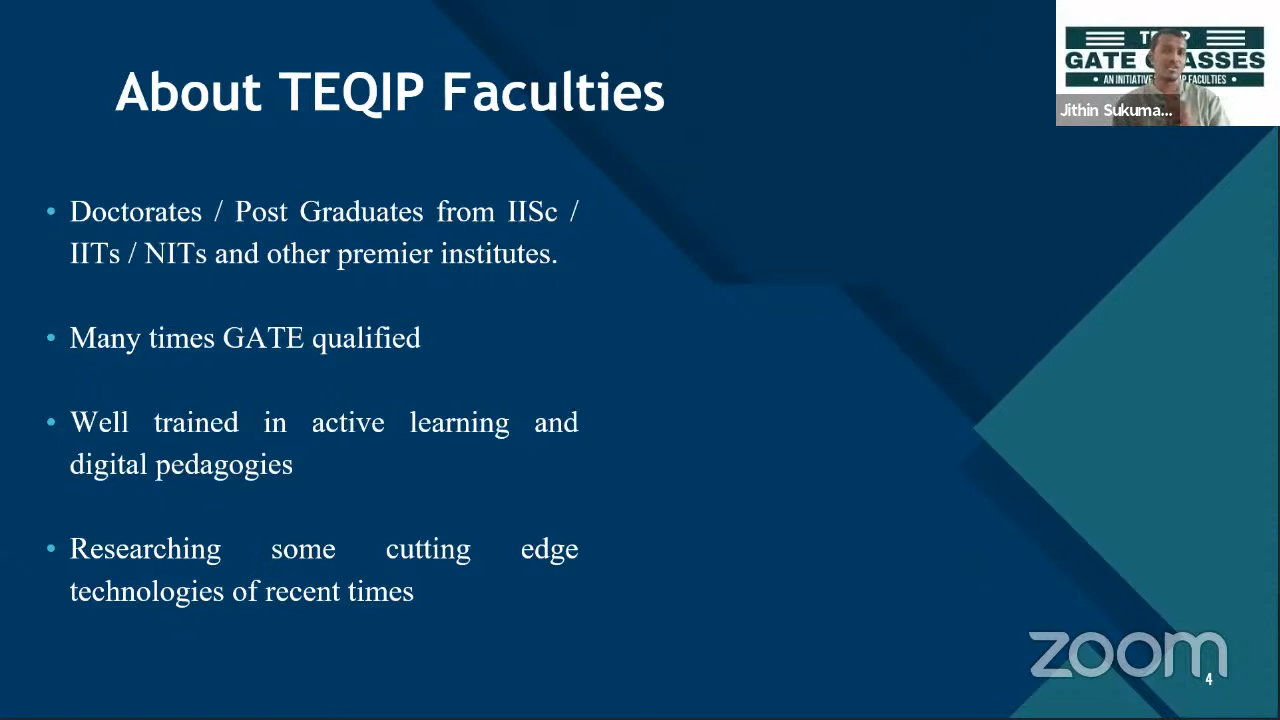 About TEQIP Faculties
• Doctorates / Post Graduates from IISc /
IITs / NITs and other premier institutes.
• Many times GATE qualified
• Well trained in active learning and
digital pedagogies
• Researching some cutting edge
technologies of recent times
GATE
ASSES
• AN INITIATIVE
FACULTIES •
Jithin Sukuma...
zoom
4